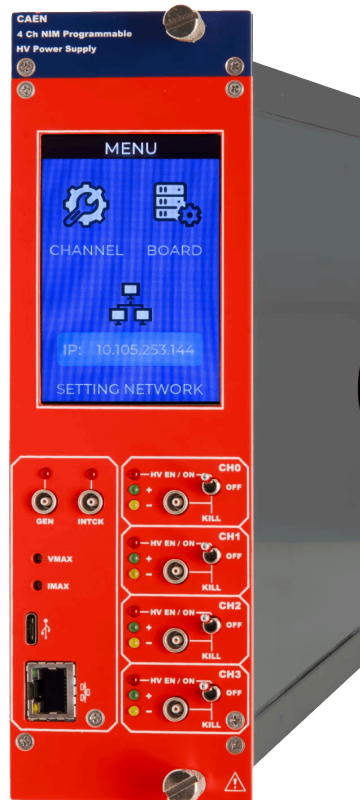 CAEN
4 Ch NIM Programmable
HV Power Supply
MENU
CHANNEL BOARD
IP: 10.105.253.144
SETTING NETWORK
GEN INTCK
VMAX
IMAX
CH0
HV EN / ON
OFF
+
−
KILL
CH1
HV EN / ON
OFF
+
−
KILL
CH2
HV EN / ON
OFF
+
−
KILL
CH3
HV EN / ON
OFF
+
−
KILL